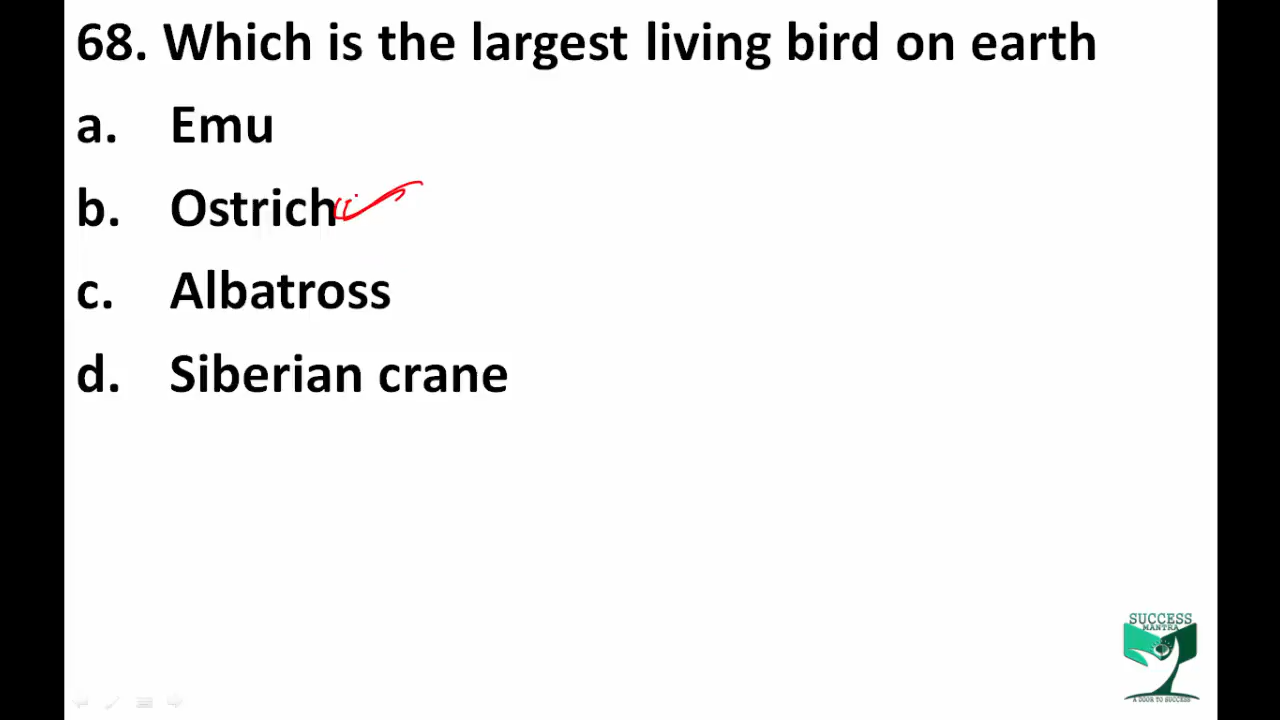 68. Which is the largest living bird on earth
a. Emu
b. Ostrich
c. Albatross
d. Siberian crane
SUCCESS
MANTRA
A DOOR TO SUCCESS